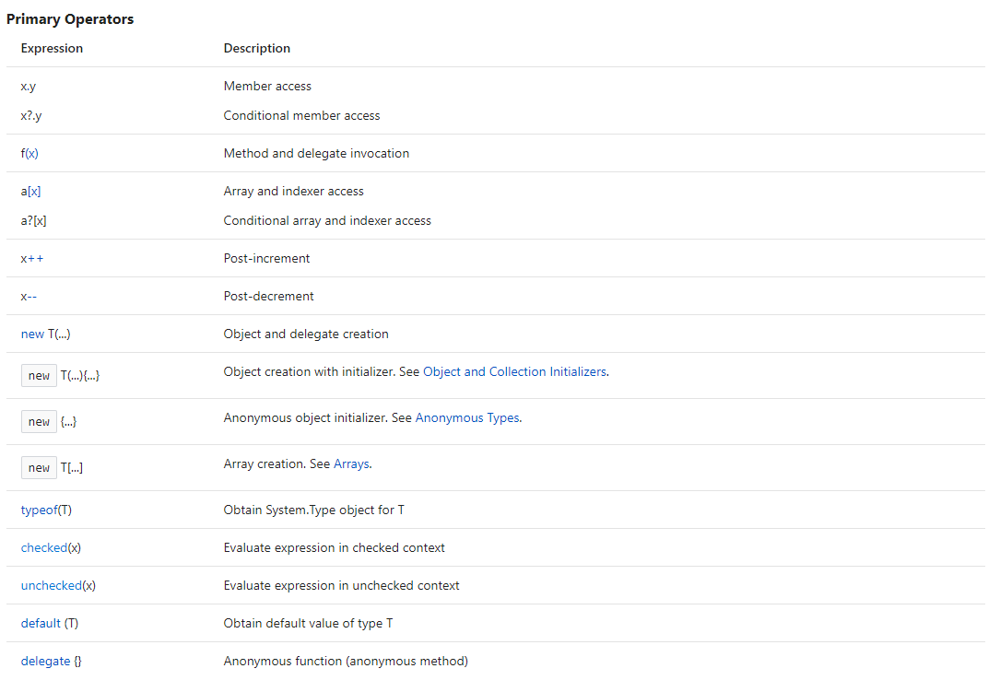 Primary Operators
Expression Description
x.y Member access
x?.y Conditional member access
f(x) Method and delegate invocation
a[x] Array and indexer access
a?[x] Conditional array and indexer access
x++ Post-increment
x-- Post-decrement
new T(...) Object and delegate creation
new T(...){...} Object creation with initializer. See Object and Collection Initializers.
new {...} Anonymous object initializer. See Anonymous Types.
new T[...] Array creation. See Arrays.
typeof(T) Obtain System.Type object for T
checked(x) Evaluate expression in checked context
unchecked(x) Evaluate expression in unchecked context
default (T) Obtain default value of type T
delegate {} Anonymous function (anonymous method)